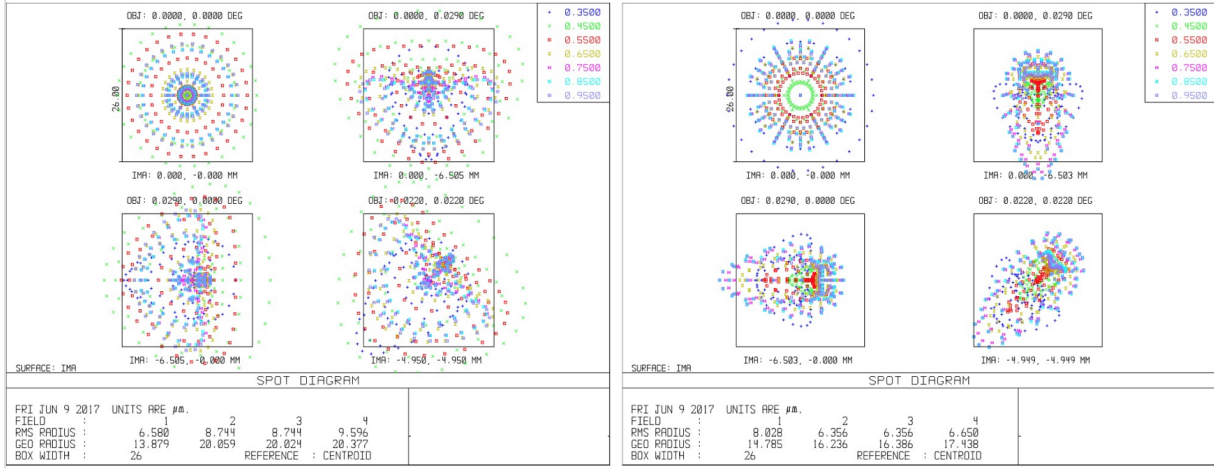 OBJ: 0.0000, 0.0000 DEG
OBJ: 0.0000, 0.0290 DEG
0.3500
0.4500
0.5500
0.6500
0.7500
0.8500
0.9500
26.00
IMA: 0.000, -0.000 MM
IMA: 0.000, -6.505 MM
OBJ: 0.0290, 0.0000 DEG
OBJ: 0.0220, 0.0220 DEG
IMA: -6.505, -0.000 MM
IMA: -4.950, -4.950 MM
SURFACE: IMA
SPOT DIAGRAM
FRI JUN 9 2017 UNITS ARE µm.
FIELD : 1 2 3 4
RMS RADIUS : 6.580 8.744 8.744 9.596
GEO RADIUS : 13.879 20.059 20.024 20.377
BOX WIDTH : 26 REFERENCE : CENTROID
OBJ: 0.0000, 0.0000 DEG
OBJ: 0.0000, 0.0290 DEG
0.3500
0.4500
0.5500
0.6500
0.7500
0.8500
0.9500
26.00
IMA: 0.000, -0.000 MM
IMA: 0.000, -6.503 MM
OBJ: 0.0290, 0.0000 DEG
OBJ: 0.0220, 0.0220 DEG
IMA: -6.503, -0.000 MM
IMA: -4.949, -4.949 MM
SURFACE: IMA
SPOT DIAGRAM
FRI JUN 9 2017 UNITS ARE µm.
FIELD : 1 2 3 4
RMS RADIUS : 8.028 6.356 6.356 6.650
GEO RADIUS : 14.785 16.236 16.386 17.438
BOX WIDTH : 26 REFERENCE : CENTROID